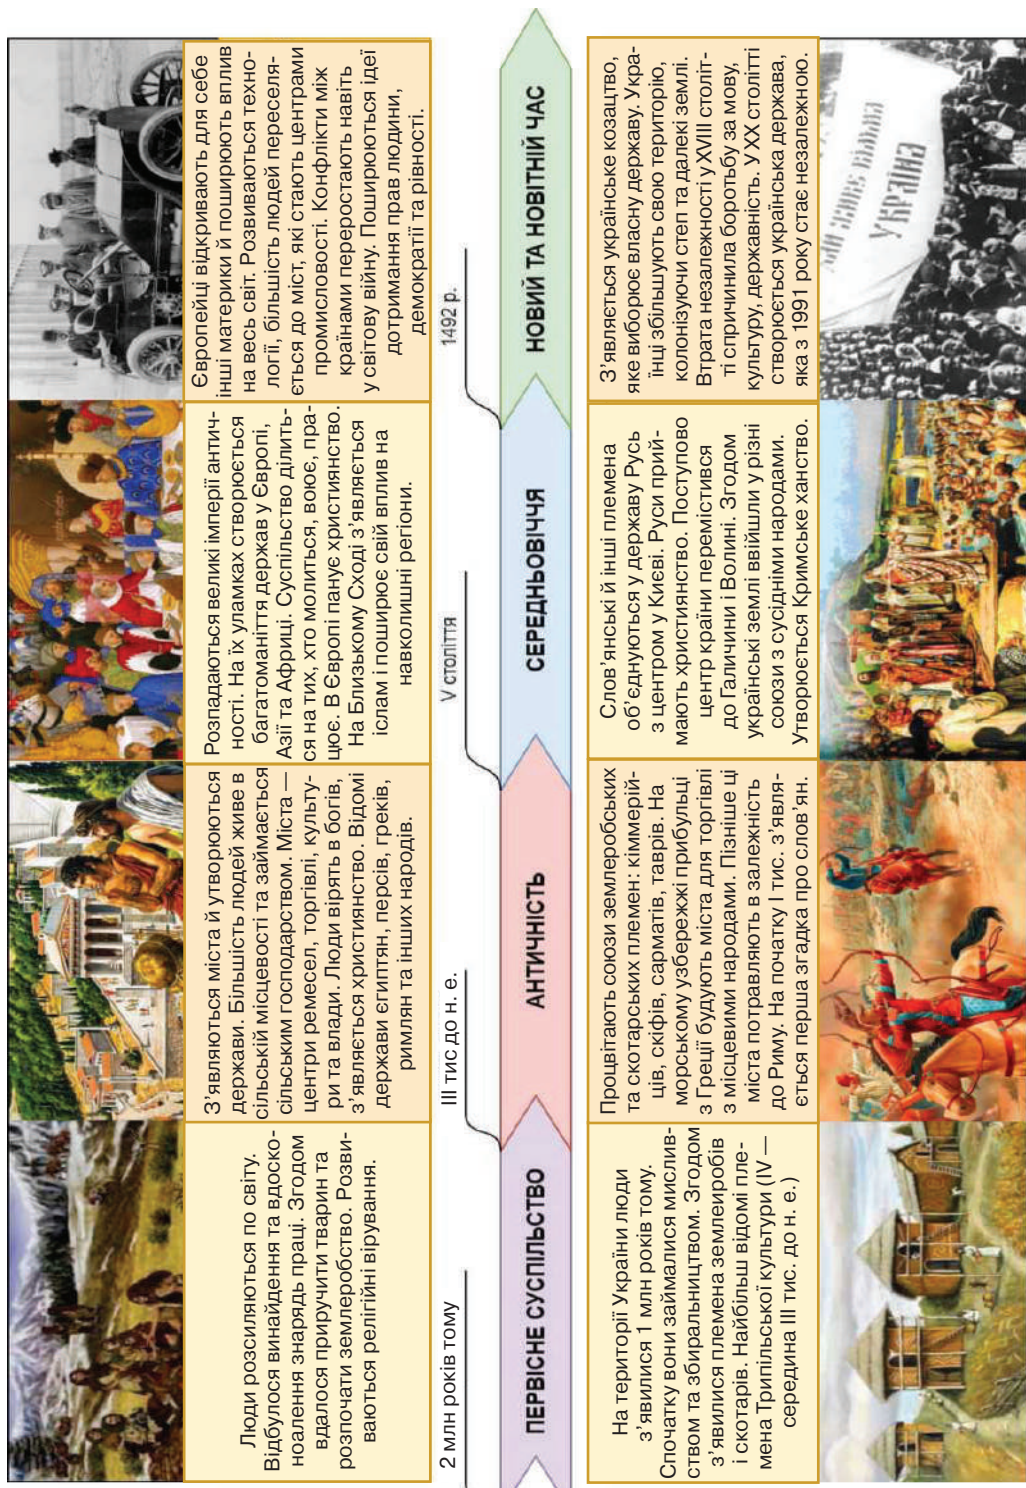 Люди розсиляються по світу.
Відбулося винайдення та вдоско-
ноалення знарядь праці. Згодом
вдалося приручити тварин та
розпочати землеробство. Розви-
ваються релігійні вірування.
З'являються міста й утворюються
держави. Більшість людей живе в
сільській місцевості та займається
сільським господарством. Міста —
центри ремесел, торгівлі, культу-
ри та влади. Люди вірять в богів,
з'являється християнство. Відомі
держави єгиптян, персів, греків,
римлян та інших народів.
Розпадаються великі імперії антич-
ності. На їх уламках створюється
багатоманіття держав у Європі,
Азії та Африці. Суспільство ділить-
ся на тих, хто молиться, воює, пра-
цює. В Європі панує християнство.
На Близькому Сході з'являється
іслам і поширює свій вплив на
навколишні регіони.
Європейці відкривають для себе
інші материки й поширюють вплив
на весь світ. Розвиваються техно-
логії, більшість людей переселя-
ється до міст, які стають центрами
промисловості. Конфлікти між
країнами переростають навіть
у світову війну. Поширюються ідеї
дотримання прав людини,
демократії та рівності.
2 млн років тому
III тис до н. е.
V століття
1492 р.
ПЕРВІСНЕ СУСПІЛЬСТВО
АНТИЧНІСТЬ
СЕРЕДНЬОВІЧЧЯ
НОВИЙ ТА НОВІТНІЙ ЧАС
На території України люди
з'явилися 1 млн років тому.
Спочатку вони займалися мислив-
ством та збиральництвом. Згодом
з'явилися племена землеиробів
і скотарів. Найбільш відомі пле-
мена Трипільської культури (IV —
середина III тис. до н. е.)
Процвітають союзи землеробських
та скотарських племен: кіммерій-
ців, скіфів, сарматів, таврів. На
морському узбережжі прибульці
з Греції будують міста для торгівлі
з місцевими народами. Пізніше ці
міста потравляють в залежність
до Риму. На початку I тис. з'явля-
ється перша згадка про слов'ян.
Слов'янські й інші племена
об'єднуються у державу Русь
з центром у Києві. Руси прий-
мають християнство. Поступово
центр країни перемістився
до Галичини і Волині. Згодом
українські землі ввійшли у різні
союзи з сусідніми народами.
Утворюється Кримське ханство.
З'являється українське козацтво,
яке виборює власну державу. Укра-
їнці збільшують свою територію,
колонізуючи степ та далекі землі.
Втрата незалежності у XVIII століт-
ті спричинила боротьбу за мову,
культуру, державність. У XX столітті
створюється українська держава,
яка з 1991 року стає незалежною.
ВІЛЬНА
УКРАЇНА